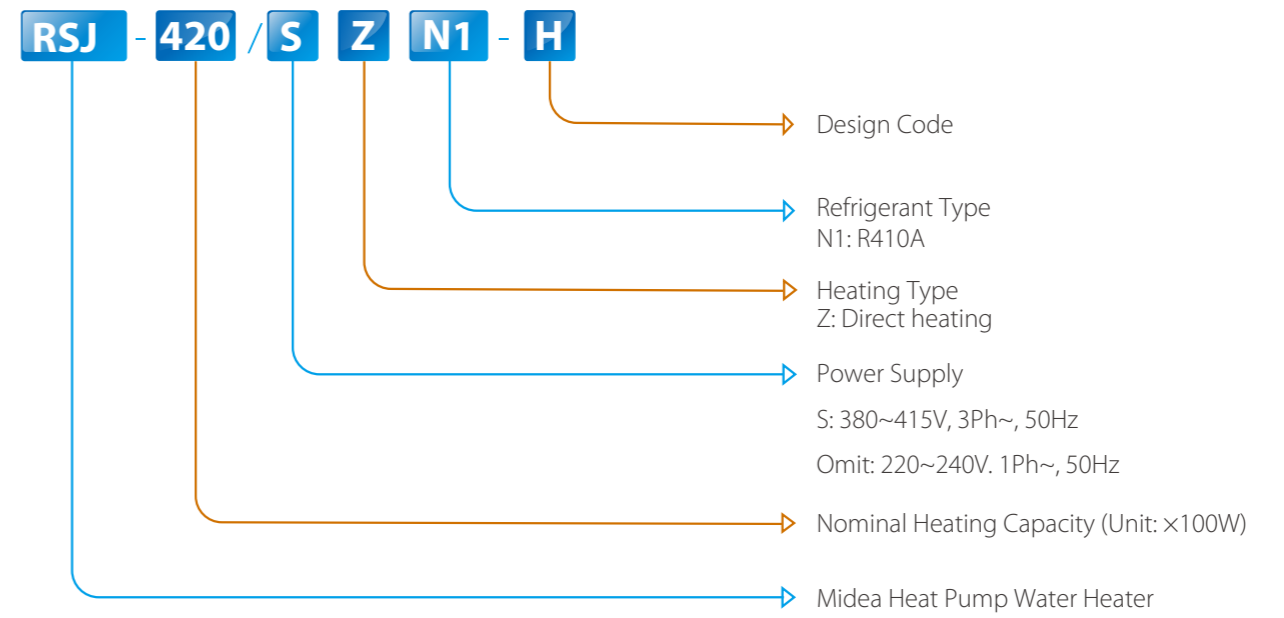 RSJ - 420 / S Z N1 - H
Design Code
Refrigerant Type
N1: R410A
Heating Type
Z: Direct heating
Power Supply
S: 380~415V, 3Ph~, 50Hz
Omit: 220~240V. 1Ph~, 50Hz
Nominal Heating Capacity (Unit: ×100W)
Midea Heat Pump Water Heater